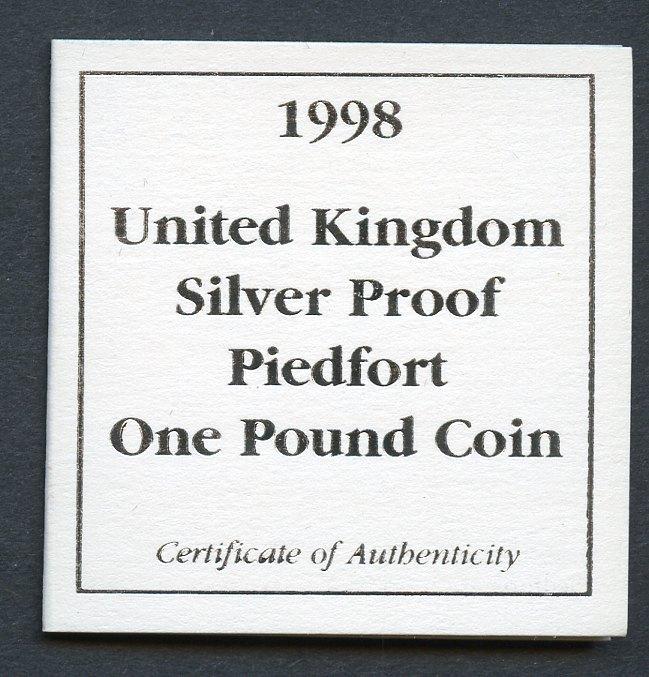 1998
United Kingdom
Silver Proof
Piedfort
One Pound Coin
Certificate of Authenticity